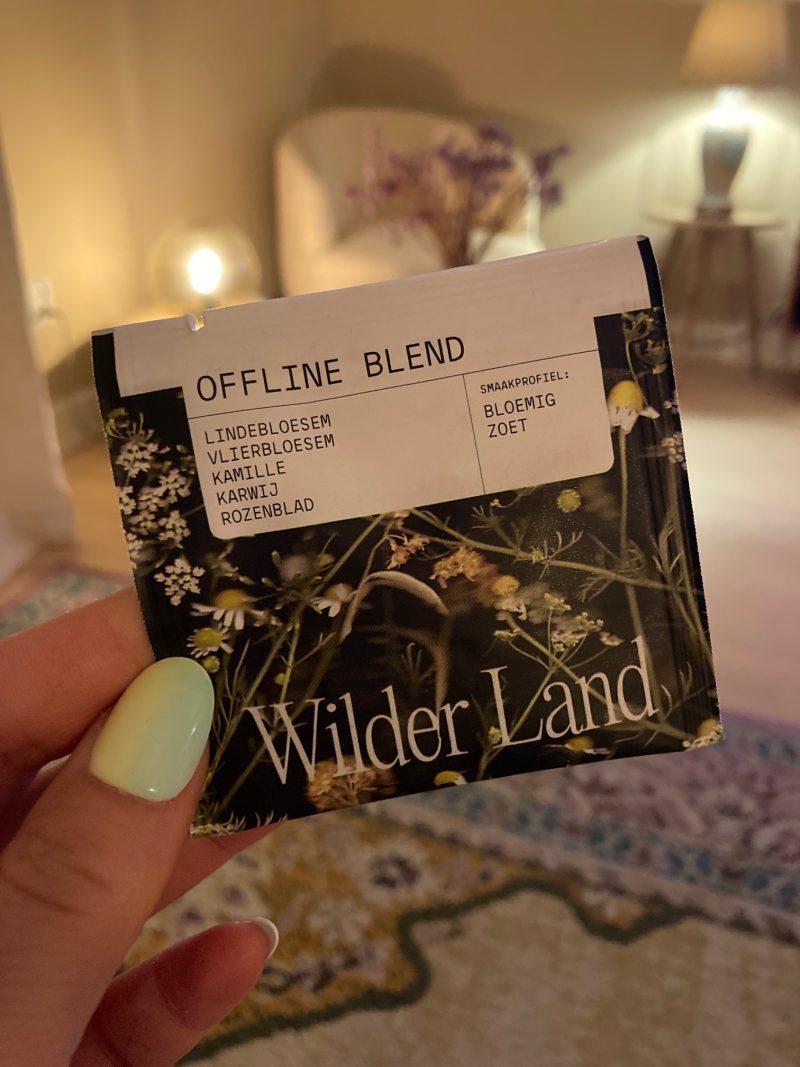 OFFLINE BLEND
LINDEBLOESEM
VLIERBLOESEM
KAMILLE
KARWIJ
ROZENBLAD
SMAAKPROFIEL:
BLOEMIG
ZOET
Wilder Land